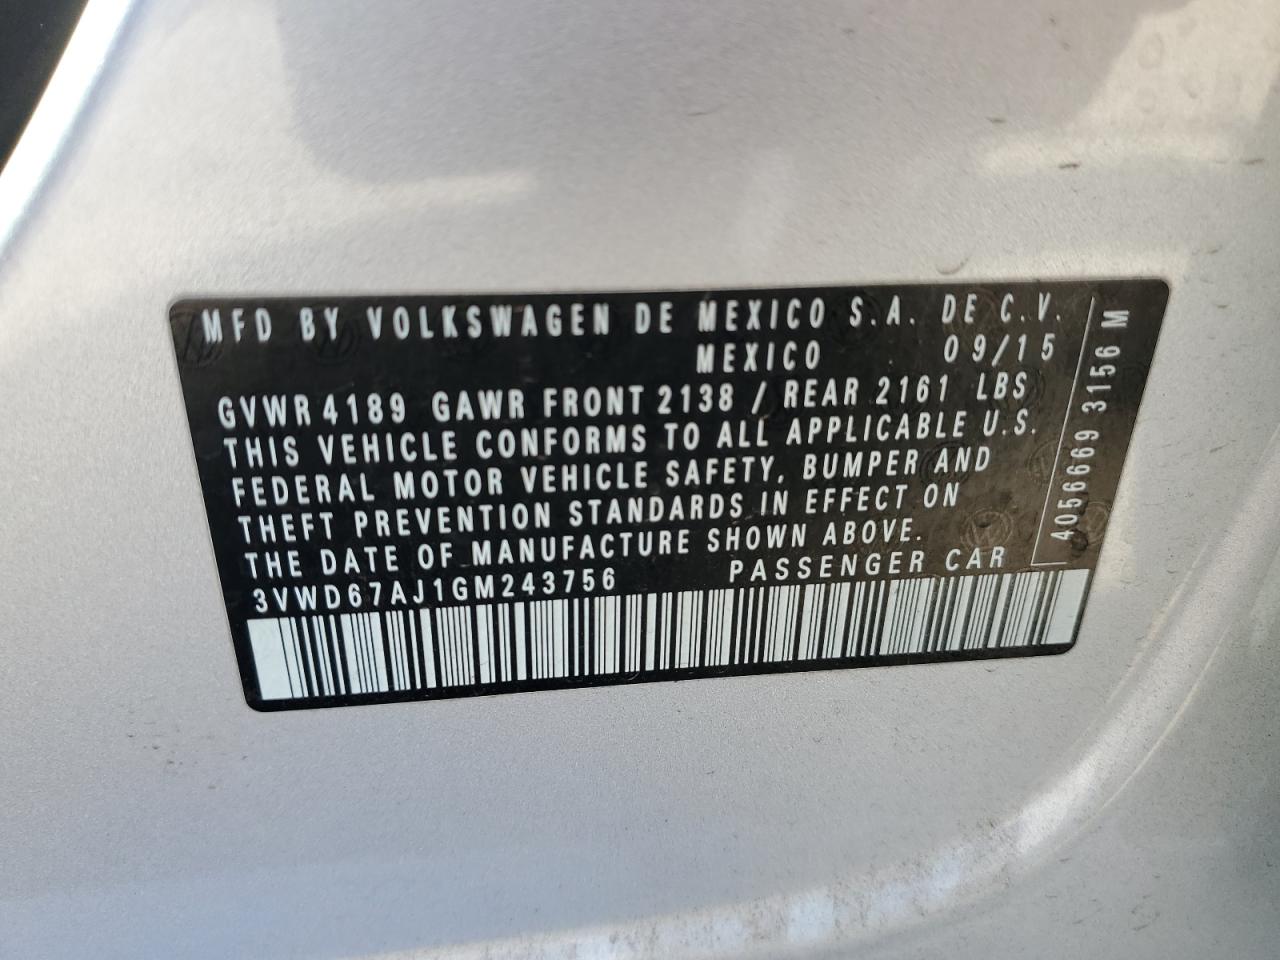 MFD BY VOLKSWAGEN DE MEXICO S.A. DE C.V.
MEXICO 09/15
GVWR 4189 GAWR FRONT 2138 / REAR 2161 LBS
THIS VEHICLE CONFORMS TO ALL APPLICABLE U.S.
FEDERAL MOTOR VEHICLE SAFETY, BUMPER AND
THEFT PREVENTION STANDARDS IN EFFECT ON
THE DATE OF MANUFACTURE SHOWN ABOVE.
3VWD67AJ1GM243756 PASSENGER CAR
4056669 3156 M